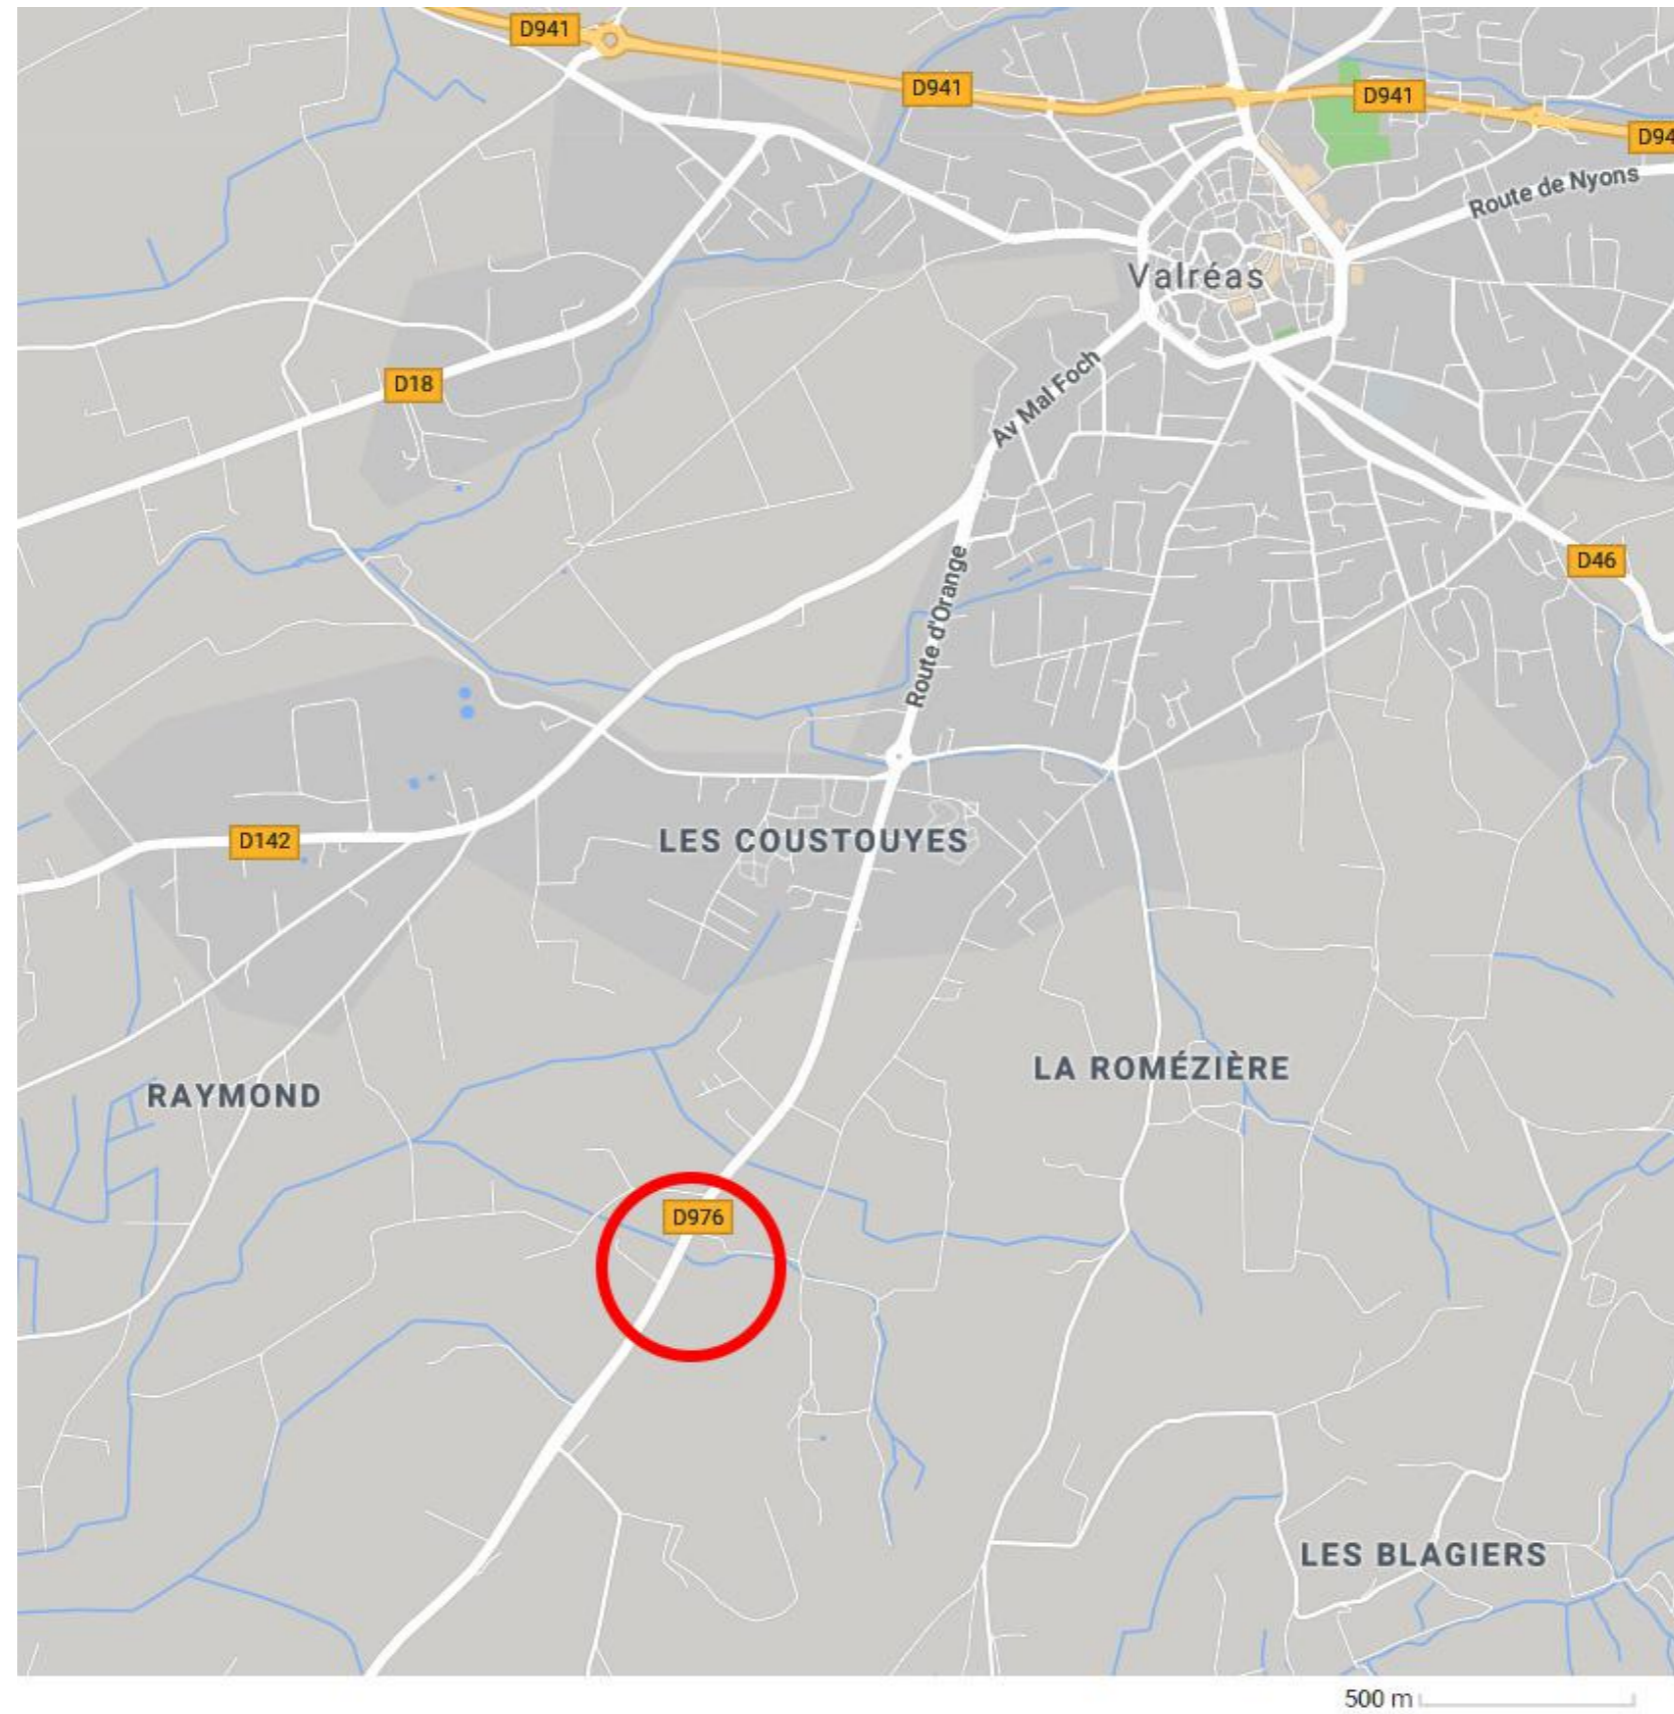 D941
D941
D941
D94
Route de Nyons
Valréas
Av Mal Foch
D18
D46
Route d'Orange
D142
LES COUSTOUYES
LA ROMÉZIÈRE
RAYMOND
D976
LES BLAGIERS
500 m